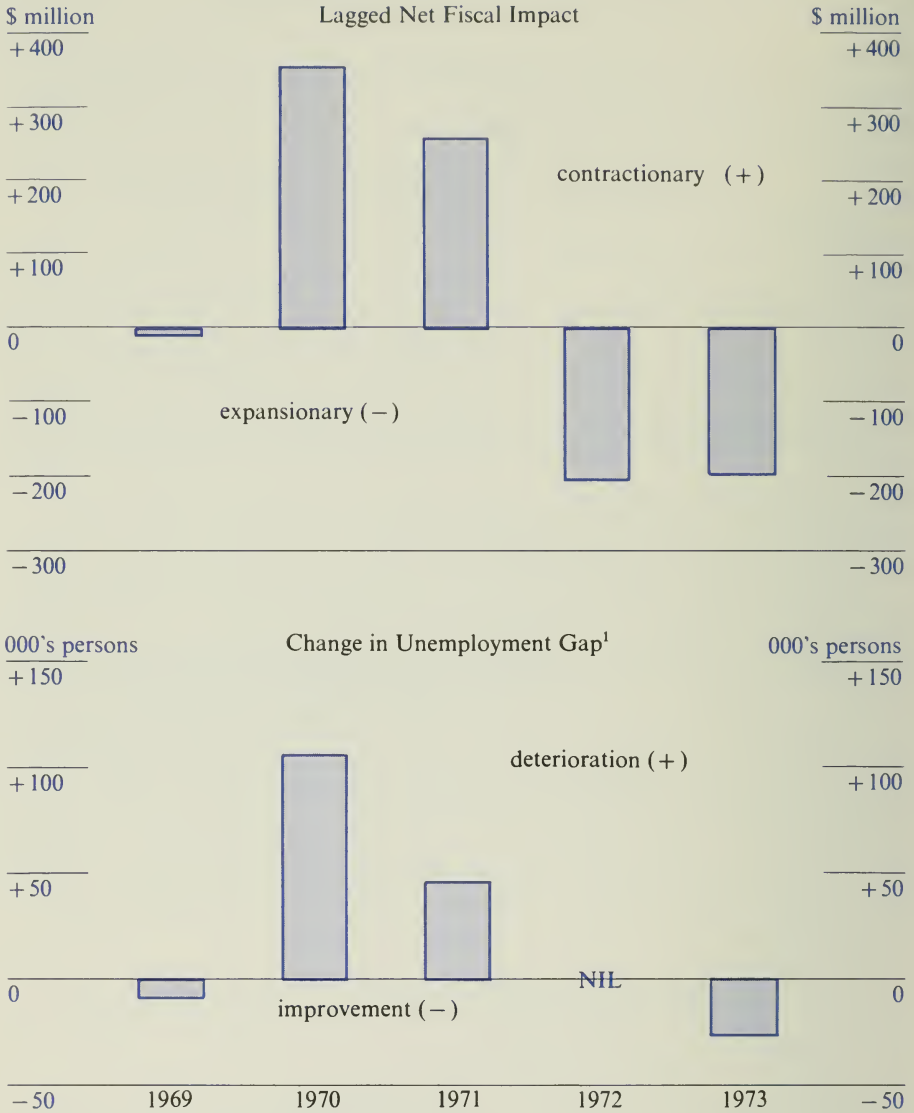 $ million Lagged Net Fiscal Impact $ million
+400 +400
+300 +300
contractionary (+)
+200 +200
+100 +100
0 0
-100 expansionary (-) -100
-200 -200
-300 -300
000's persons Change in Unemployment Gap¹ 000's persons
+150 +150
deterioration (+)
+100 +100
+50 +50
NIL
0 0
improvement (-)
-50 1969 1970 1971 1972 1973 -50